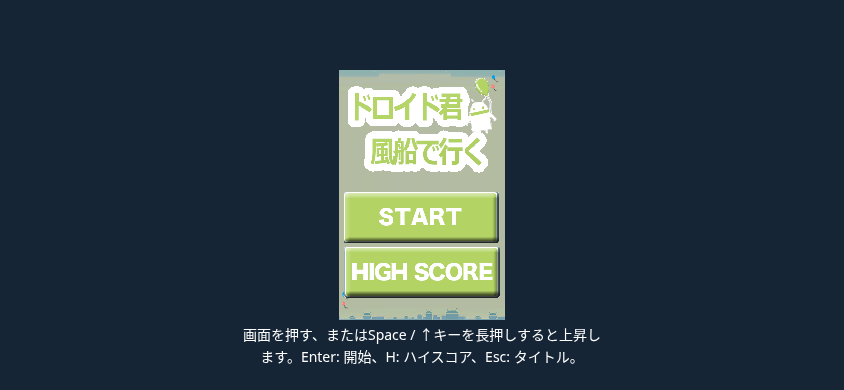 ドロイド君
風船で行く
START
HIGH SCORE
画面を押す、またはSpace / ↑キーを長押しすると上昇し
ます。Enter: 開始、H: ハイスコア、Esc: タイトル。